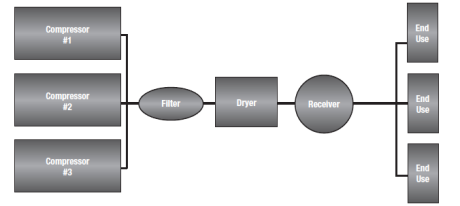 Compressor
#1
Compressor
#2
Compressor
#3
Filter
Dryer
Receiver
End
Use
End
Use
End
Use